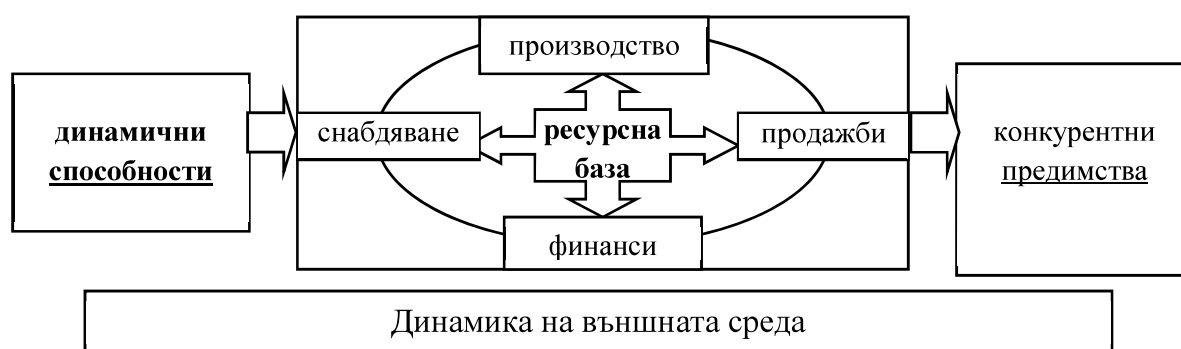 производство
динамични
способности
снабдяване
ресурсна
база
продажби
конкурентни
предимства
финанси
Динамика на външната среда